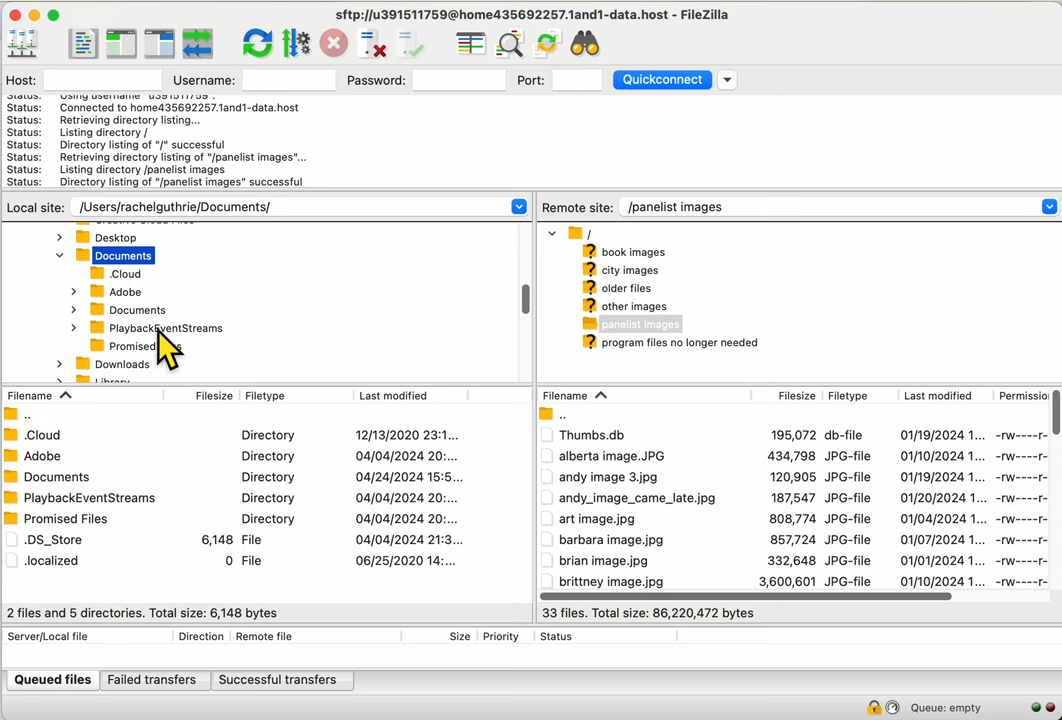 sftp://u391511759@home435692257.1and1-data.host - FileZilla
Host: Username: Password: Port: Quickconnect
Status: Using username "u391511759".
Status: Connected to home435692257.1and1-data.host
Status: Retrieving directory listing...
Status: Listing directory /
Status: Directory listing of "/" successful
Status: Retrieving directory listing of "/panelist images"...
Status: Listing directory /panelist images
Status: Directory listing of "/panelist images" successful
Local site: /Users/rachelguthrie/Documents/
Creative Cloud Files
Desktop
Documents
.Cloud
Adobe
Documents
PlaybackEventStreams
Promised
Downloads
Library
Remote site: /panelist images
/
book images
city images
older files
other images
panelist images
program files no longer needed
Filename Filesize Filetype Last modified
..
.Cloud Directory 12/13/2020 23:1...
Adobe Directory 04/04/2024 20:...
Documents Directory 04/24/2024 15:5...
PlaybackEventStreams Directory 04/04/2024 20:...
Promised Files Directory 04/04/2024 20:...
.DS_Store 6,148 File 04/04/2024 21:3...
.localized 0 File 06/25/2020 14:...
2 files and 5 directories. Total size: 6,148 bytes
Filename Filesize Filetype Last modified Permission
..
Thumbs.db 195,072 db-file 01/19/2024 1... -rw----r-
alberta image.JPG 434,798 JPG-file 01/10/2024 1... -rw----r-
andy image 3.jpg 120,905 JPG-file 01/19/2024 1... -rw----r-
andy_image_came_late.jpg 187,547 JPG-file 01/20/2024 1... -rw----r-
art image.jpg 808,774 JPG-file 01/04/2024 1... -rw----r-
barbara image.jpg 857,724 JPG-file 01/07/2024 1... -rw----r-
brian image.jpg 332,648 JPG-file 01/01/2024 1... -rw----r-
brittney image.jpg 3,600,601 JPG-file 01/10/2024 1... -rw----r-
33 files. Total size: 86,220,472 bytes
Server/Local file Direction Remote file Size Priority Status
Queued files Failed transfers Successful transfers
Queue: empty